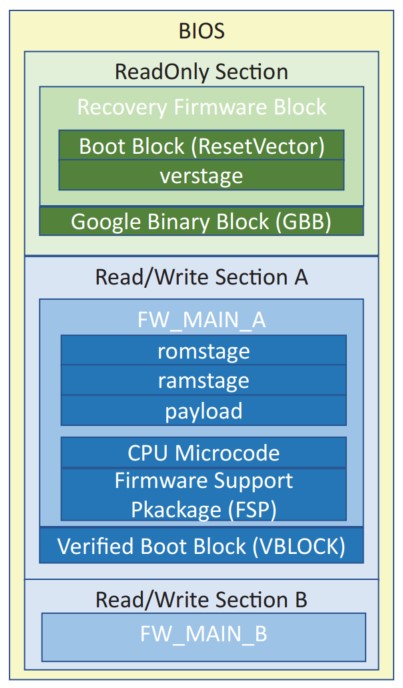 BIOS
ReadOnly Section
Recovery Firmware Block
Boot Block (ResetVector)
verstage
Google Binary Block (GBB)
Read/Write Section A
FW_MAIN_A
romstage
ramstage
payload
CPU Microcode
Firmware Support
Pkackage (FSP)
Verified Boot Block (VBLOCK)
Read/Write Section B
FW_MAIN_B